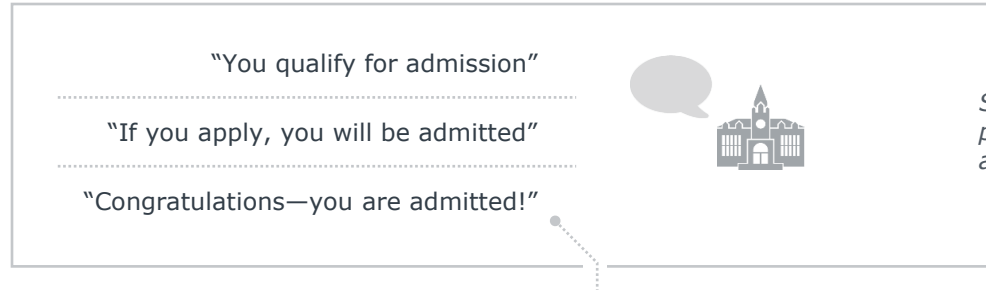 “You qualify for admission”
“If you apply, you will be admitted”
“Congratulations—you are admitted!”